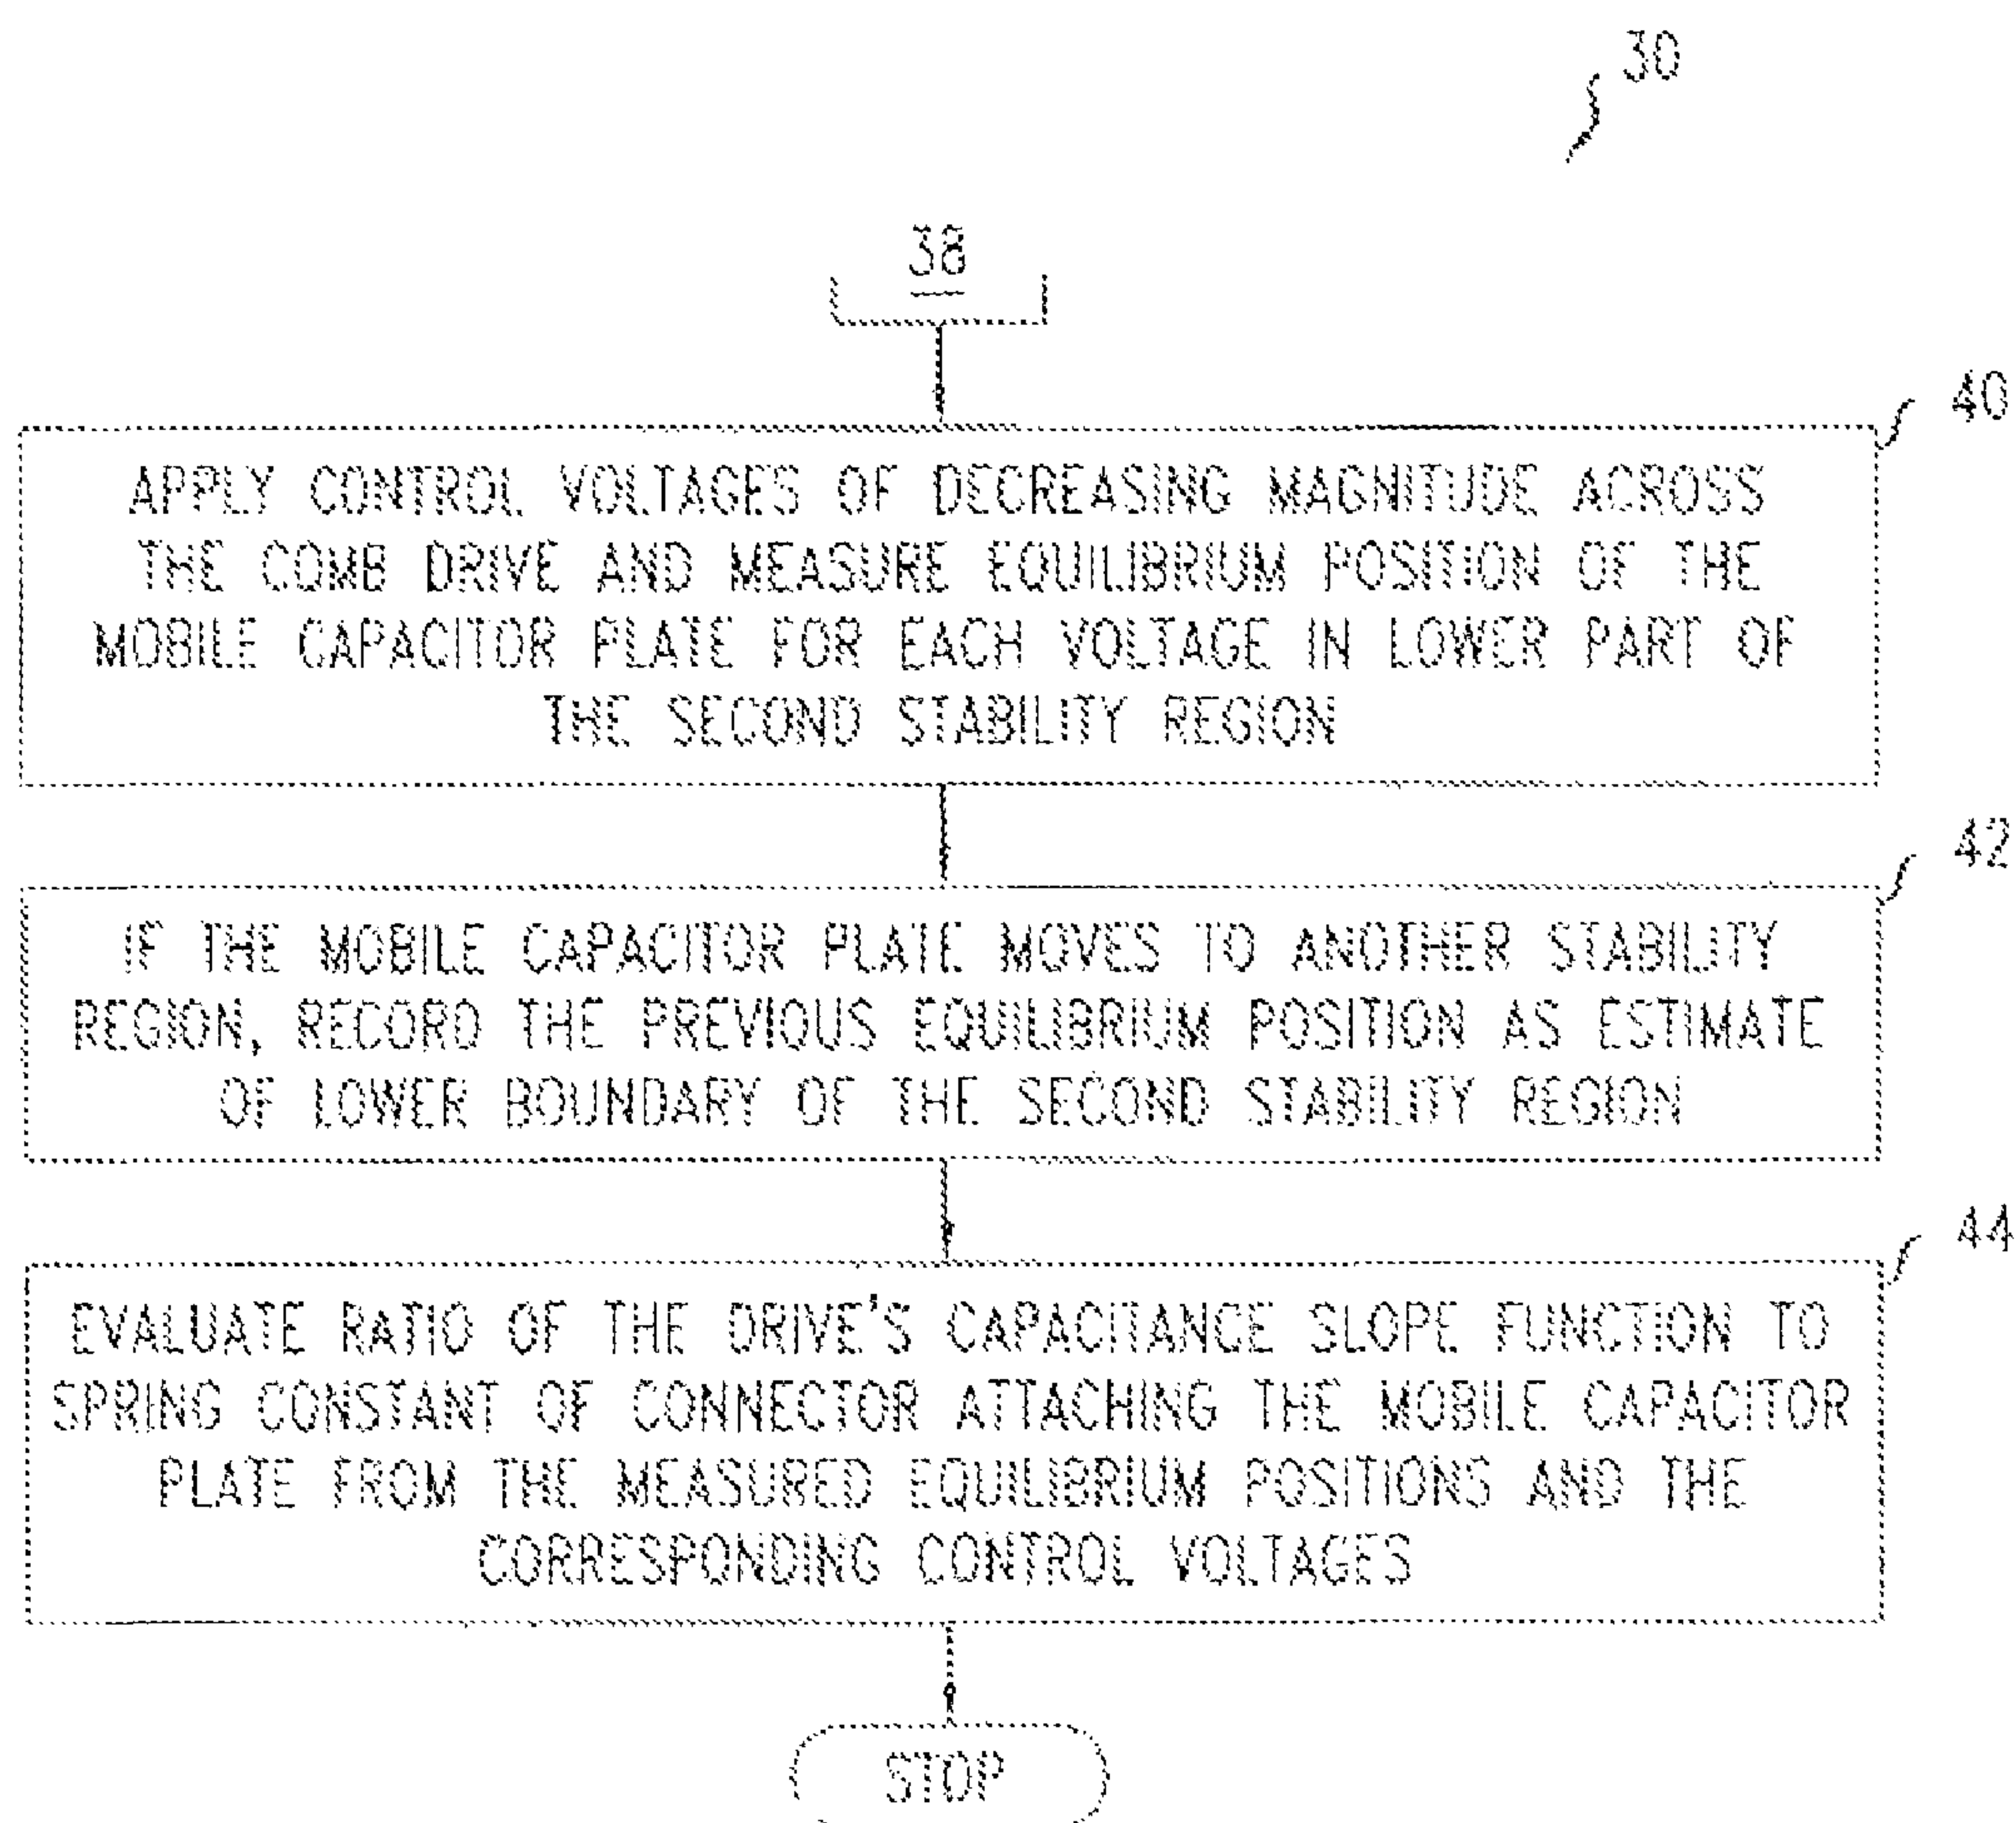 30
38
40
APPLY CONTROL VOLTAGES OF DECREASING MAGNITUDE ACROSS
THE COMB DRIVE AND MEASURE EQUILIBRIUM POSITION OF THE
MOBILE CAPACITOR PLATE FOR EACH VOLTAGE IN LOWER PART OF
THE SECOND STABILITY REGION
42
IF THE MOBILE CAPACITOR PLATE MOVES TO ANOTHER STABILITY
REGION, RECORD THE PREVIOUS EQUILIBRIUM POSITION AS ESTIMATE
OF LOWER BOUNDARY OF THE SECOND STABILITY REGION
44
EVALUATE RATIO OF THE DRIVE'S CAPACITANCE SLOPE FUNCTION TO
SPRING CONSTANT OF CONNECTOR ATTACHING THE MOBILE CAPACITOR
PLATE FROM THE MEASURED EQUILIBRIUM POSITIONS AND THE
CORRESPONDING CONTROL VOLTAGES
STOP